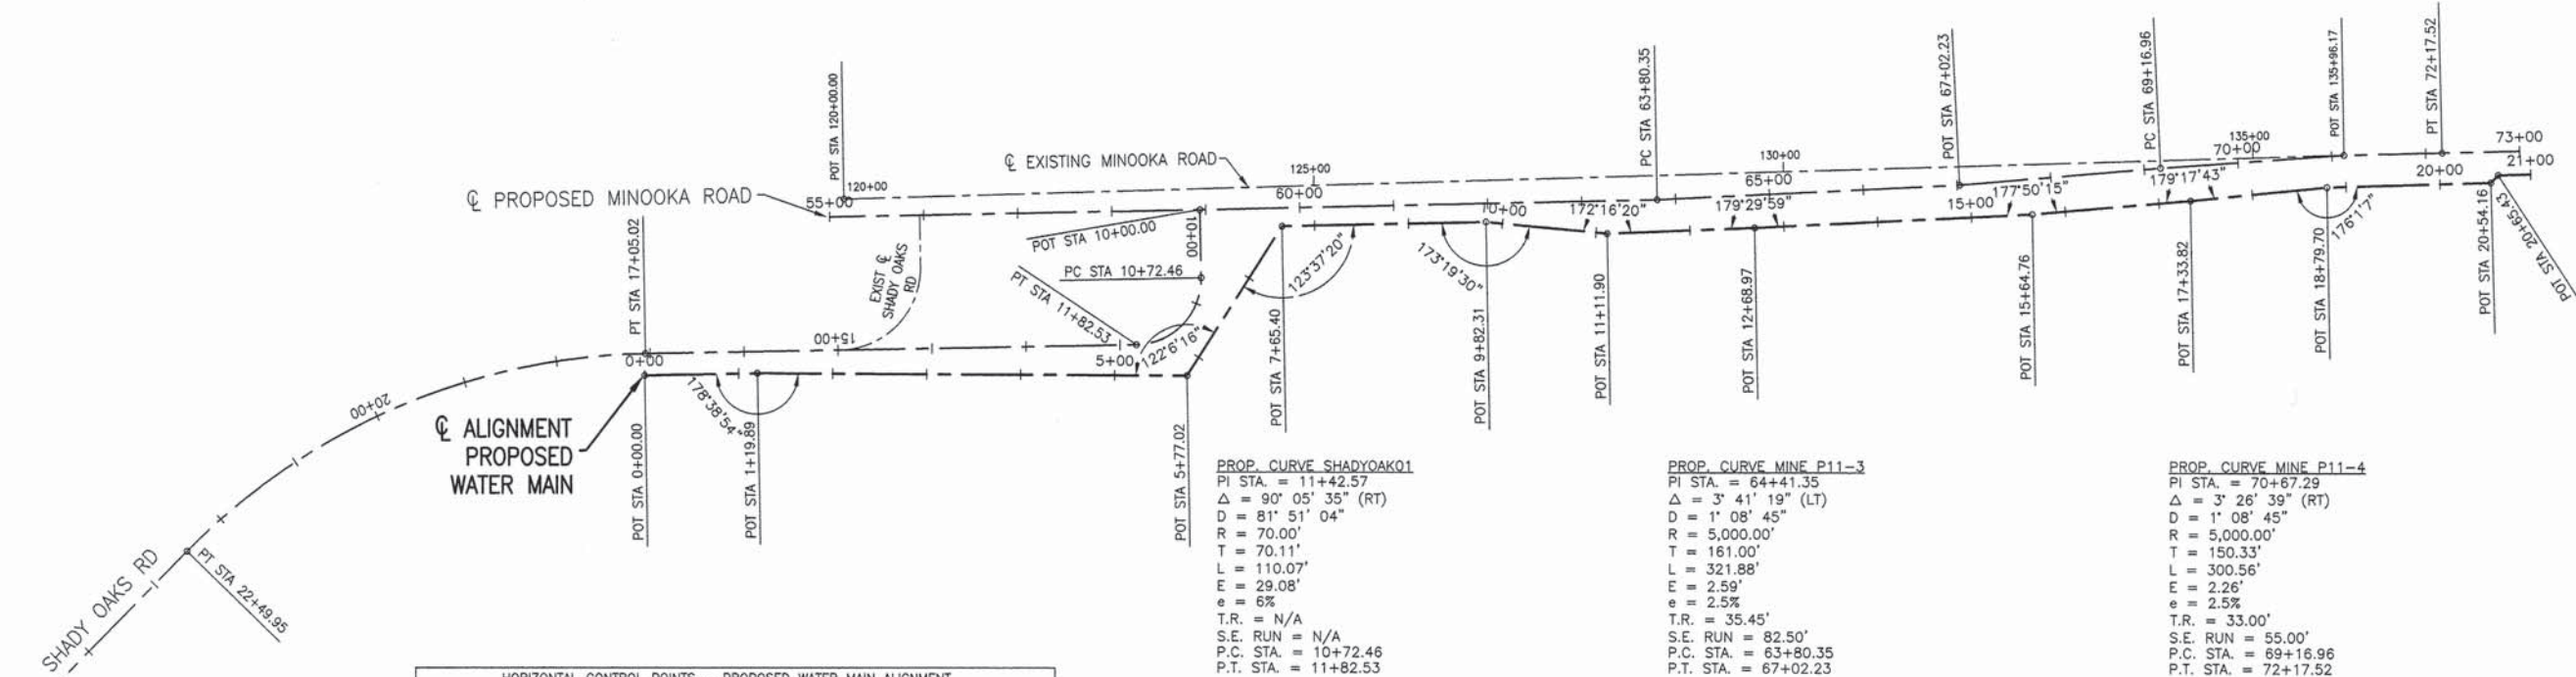 POT STA 120+00.00
PC STA 63+80.35
POT STA 67+02.23
PC STA 69+16.96
POT STA 135+96.17
PT STA 72+17.52
℄ EXISTING MINOOKA ROAD
℄ PROPOSED MINOOKA ROAD
120+00
125+00
130+00
135+00
55+00
60+00
65+00
70+00
73+00
21+00
20+00
PT STA 17+05.02
POT STA 10+00.00
10+00
PC STA 10+72.46
PT STA 11+82.53
EXIST ℄
SHADY OAKS
RD
15+00
20+00
0+00
5+00
10+00
15+00
178°38'54"
122°6'16"
123°37'20"
173°19'30"
172°16'20"
179°29'59"
177°50'15"
179°17'43"
176°1'7"
℄ ALIGNMENT
PROPOSED
WATER MAIN
POT STA 0+00.00
POT STA 1+19.89
POT STA 5+77.02
POT STA 7+65.40
POT STA 9+82.31
POT STA 11+11.90
POT STA 12+68.97
POT STA 15+64.76
POT STA 17+33.82
POT STA 18+79.70
POT STA 20+54.16
POT STA 20+65.43
SHADY OAKS RD
PT STA 22+49.95
PROP. CURVE SHADYOAK01
PI STA. = 11+42.57
Δ = 90° 05' 35" (RT)
D = 81° 51' 04"
R = 70.00'
T = 70.11'
L = 110.07'
E = 29.08'
e = 6%
T.R. = N/A
S.E. RUN = N/A
P.C. STA. = 10+72.46
P.T. STA. = 11+82.53
PROP. CURVE MINE P11-3
PI STA. = 64+41.35
Δ = 3° 41' 19" (LT)
D = 1° 08' 45"
R = 5,000.00'
T = 161.00'
L = 321.88'
E = 2.59'
e = 2.5%
T.R. = 35.45'
S.E. RUN = 82.50'
P.C. STA. = 63+80.35
P.T. STA. = 67+02.23
PROP. CURVE MINE P11-4
PI STA. = 70+67.29
Δ = 3° 26' 39" (RT)
D = 1° 08' 45"
R = 5,000.00'
T = 150.33'
L = 300.56'
E = 2.26'
e = 2.5%
T.R. = 33.00'
S.E. RUN = 55.00'
P.C. STA. = 69+16.96
P.T. STA. = 72+17.52
HORIZONTAL CONTROL POINTS - PROPOSED WATER MAIN ALIGNMENT